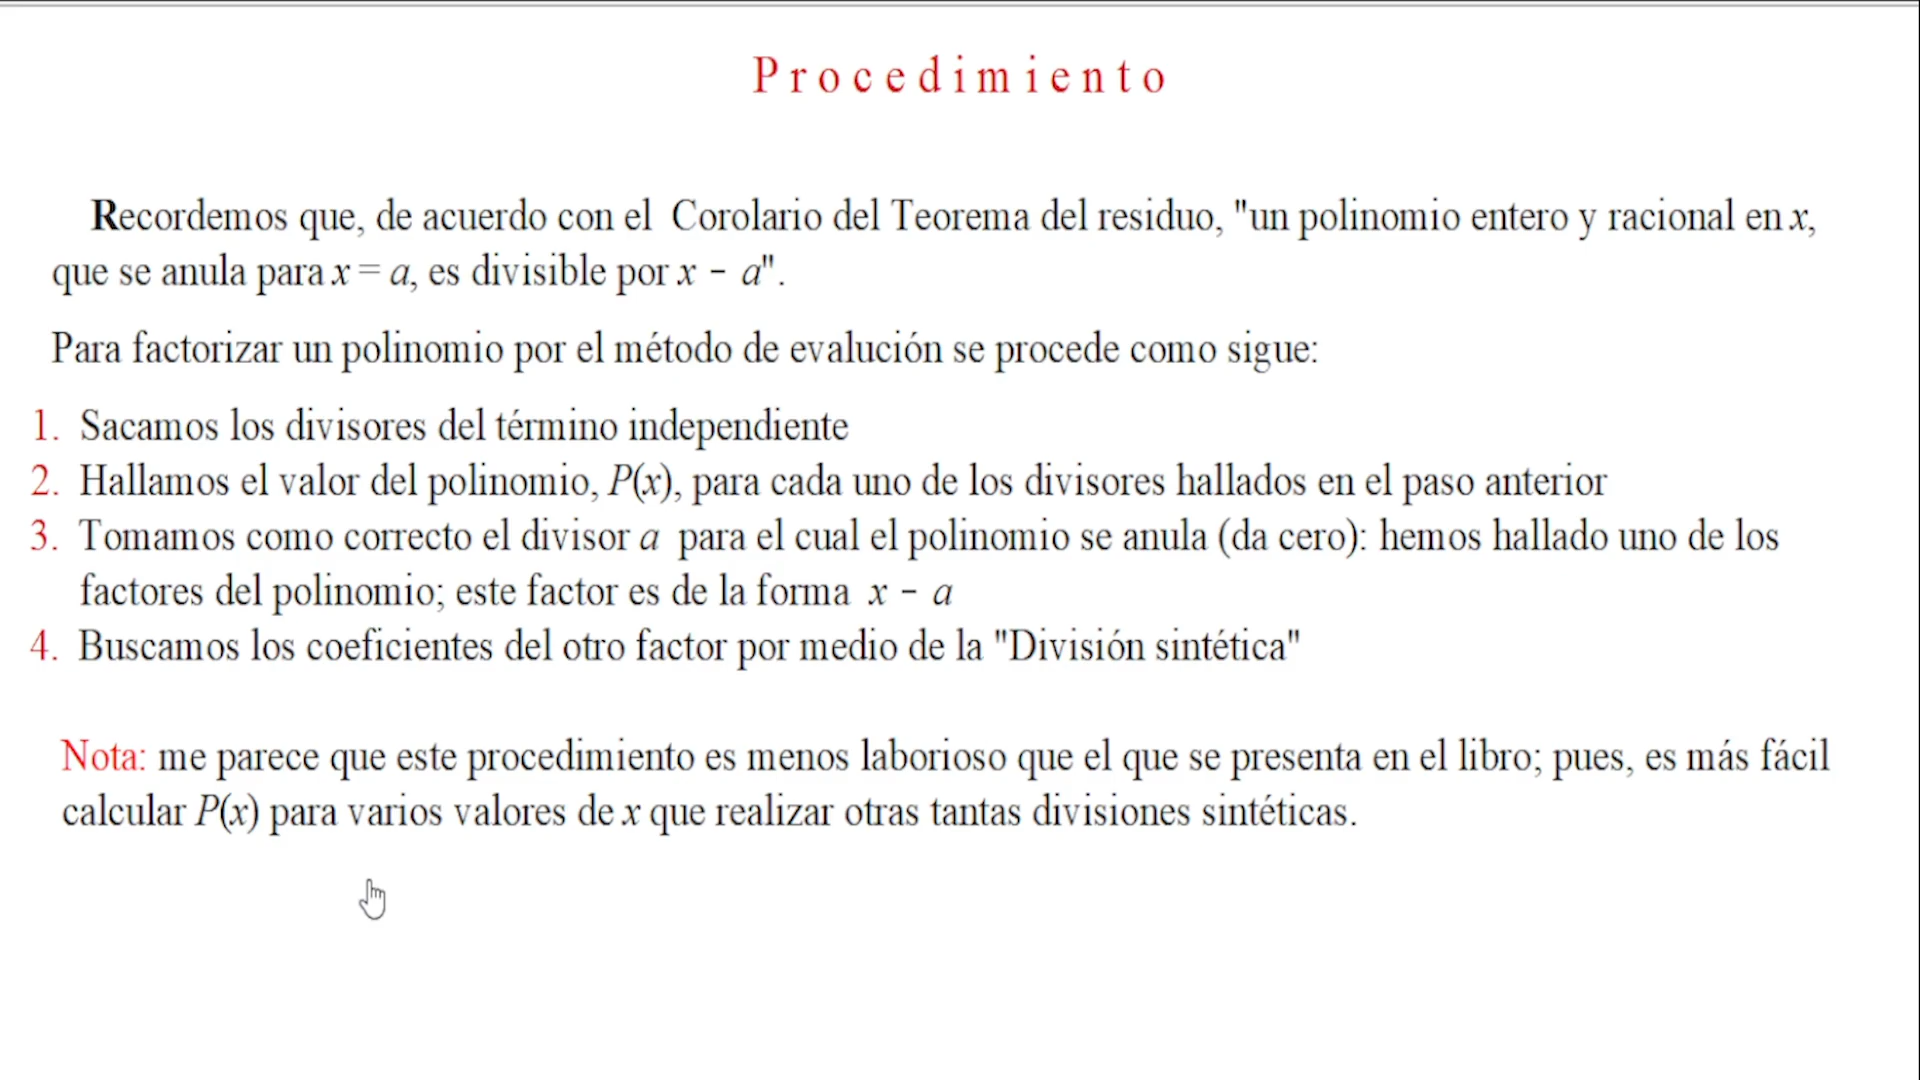 Procedimiento
Recordemos que, de acuerdo con el Corolario del Teorema del residuo, "un polinomio entero y racional en x,
que se anula para x = a, es divisible por x - a".
Para factorizar un polinomio por el método de evalución se procede como sigue:
1. Sacamos los divisores del término independiente
2. Hallamos el valor del polinomio, P(x), para cada uno de los divisores hallados en el paso anterior
3. Tomamos como correcto el divisor a para el cual el polinomio se anula (da cero): hemos hallado uno de los
factores del polinomio; este factor es de la forma x - a
4. Buscamos los coeficientes del otro factor por medio de la "División sintética"
Nota: me parece que este procedimiento es menos laborioso que el que se presenta en el libro; pues, es más fácil
calcular P(x) para varios valores de x que realizar otras tantas divisiones sintéticas.